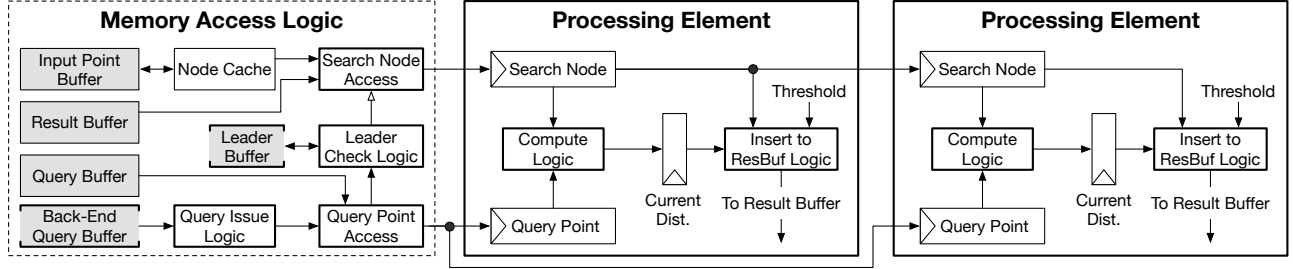 Memory Access Logic
Input Point
Buffer
Node Cache
Search Node
Access
Result Buffer
Leader
Buffer
Leader
Check Logic
Query Buffer
Back-End
Query Buffer
Query Issue
Logic
Query Point
Access
Processing Element
Search Node
Threshold
Compute
Logic
Insert to
ResBuf Logic
Current
Dist.
To Result Buffer
Query Point
Processing Element
Search Node
Threshold
Compute
Logic
Insert to
ResBuf Logic
Current
Dist.
To Result Buffer
Query Point